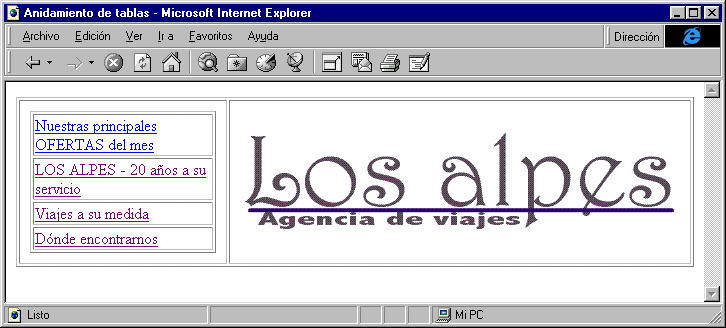 Anidamiento de tablas - Microsoft Internet Explorer
Archivo Edición Ver Ir a Favoritos Ayuda Dirección
Nuestras principales
OFERTAS del mes
LOS ALPES - 20 años a su
servicio
Viajes a su medida
Dónde encontrarnos
Los alpes
Agencia de viajes
Listo Mi PC